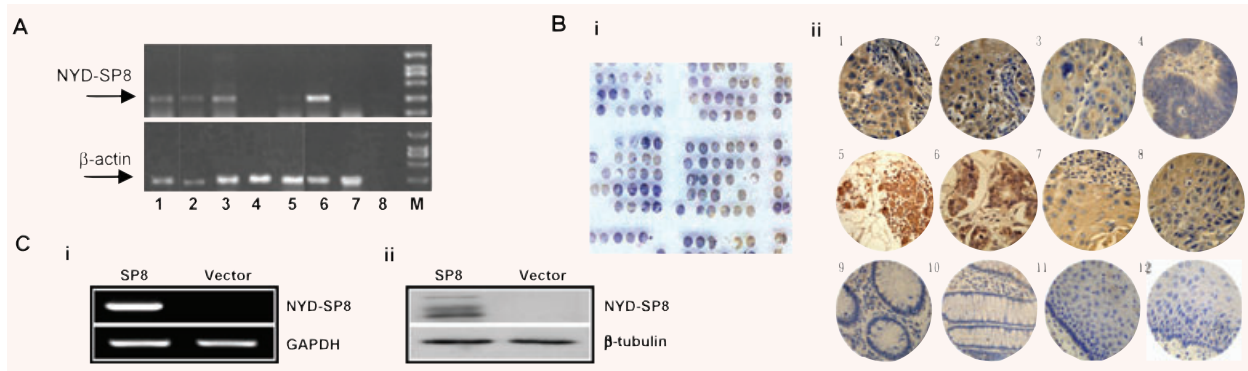 A
NYD-SP8
β-actin
1 2 3 4 5 6 7 8 M
B
i
ii
1 2 3 4
5 6 7 8
9 10 11 12
C
i
SP8 Vector
NYD-SP8
GAPDH
ii
SP8 Vector
NYD-SP8
β-tubulin